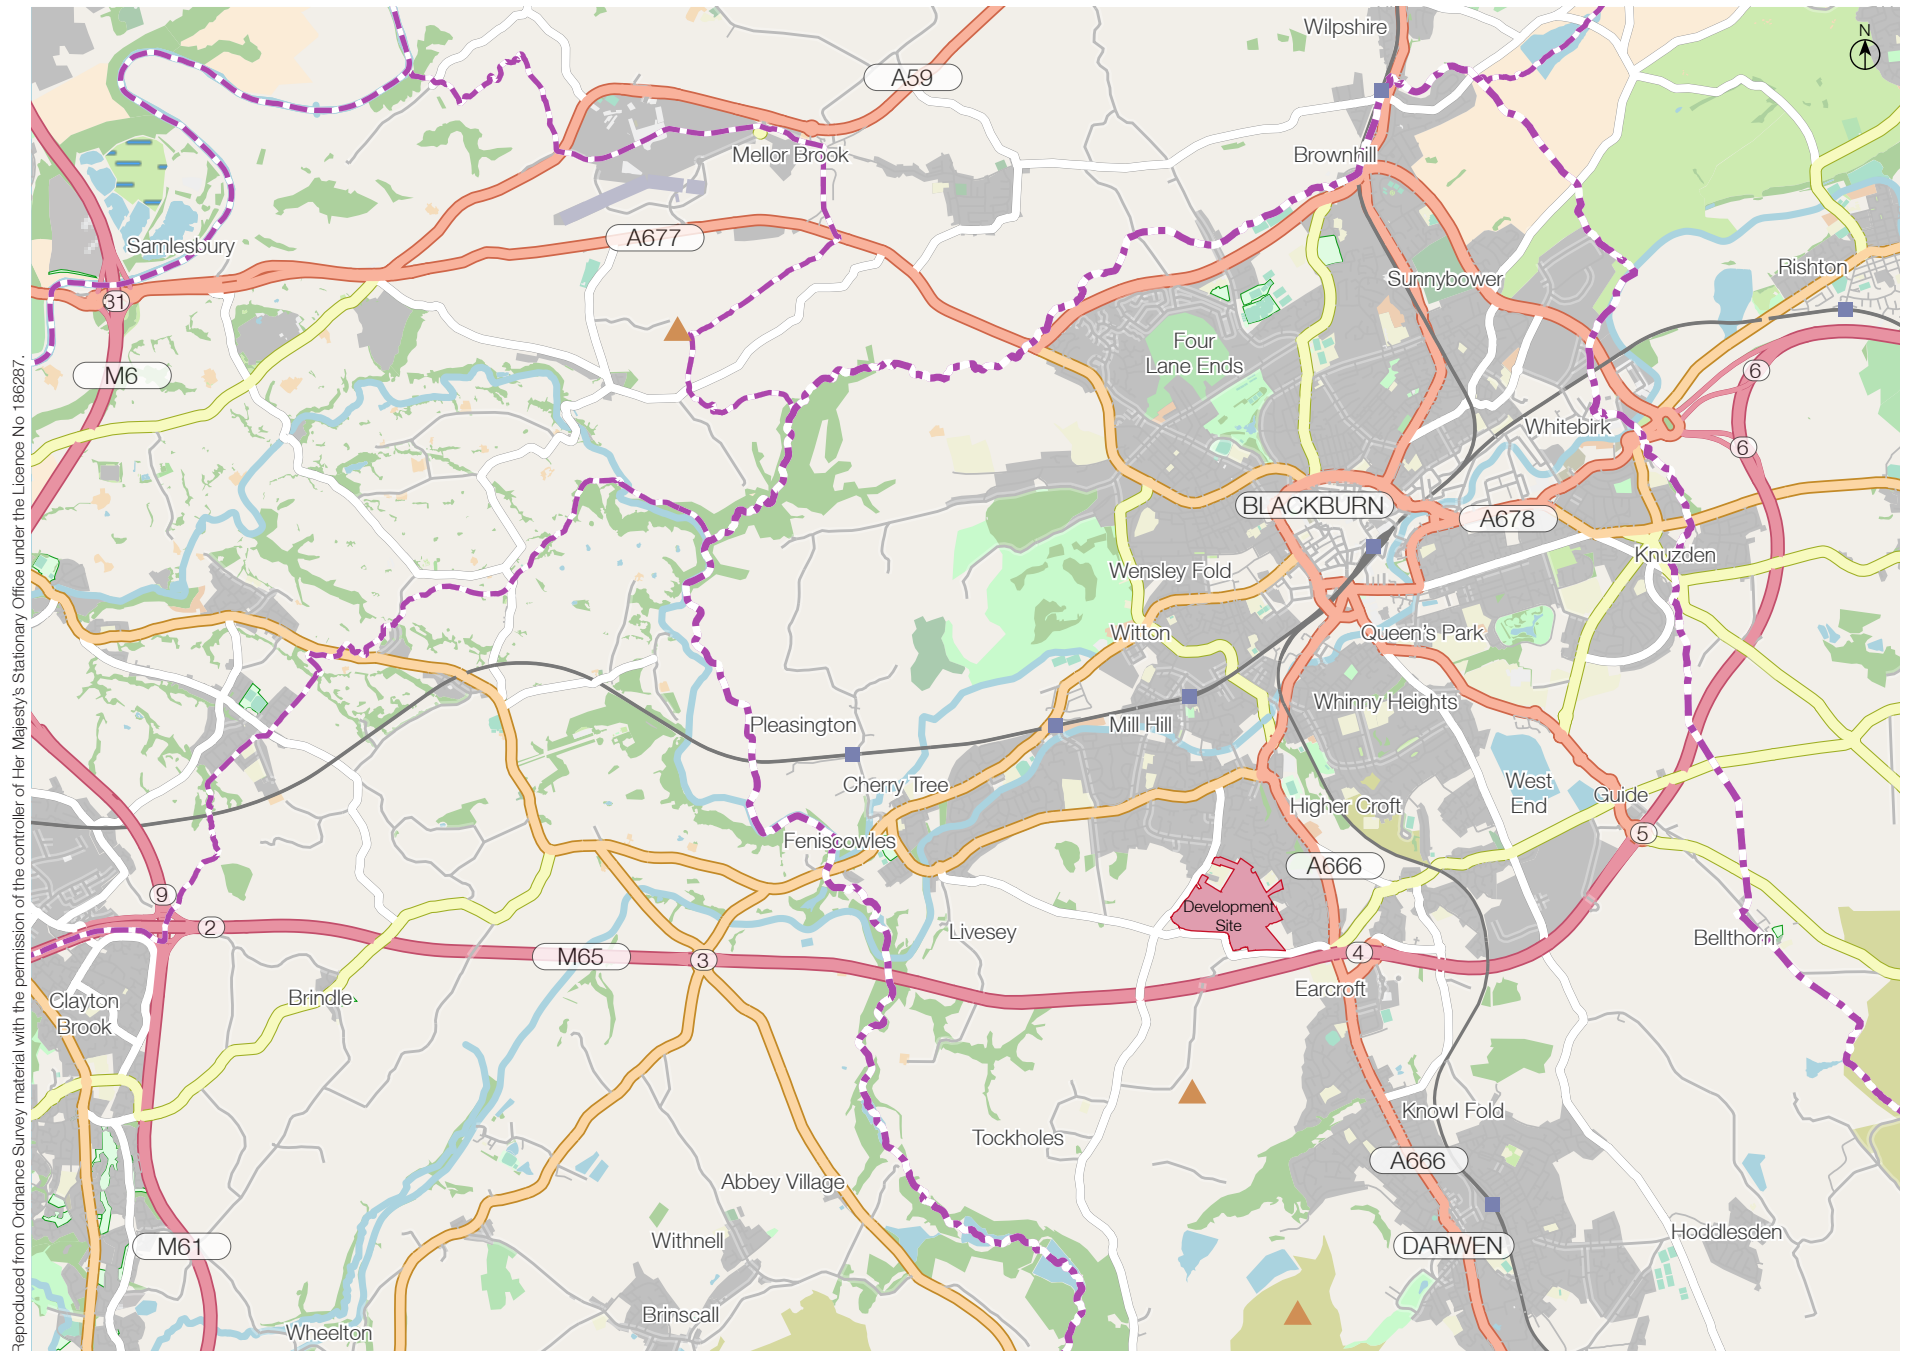 Wilpshire
N
A59
Mellor Brook
Brownhill
A677
Samlesbury
Rishton
Sunnybower
31
Four
Lane Ends
M6
6
Whitebirk
6
BLACKBURN
A678
Knuzden
Wensley Fold
Witton
Queen's Park
Whinny Heights
Pleasington
Mill Hill
Cherry Tree
West
End
Guide
Higher Croft
Feniscowles
5
A666
9
Development
Site
2
Livesey
Bellthorn
M65
3
4
Earcroft
Clayton
Brook
Brindle
Knowl Fold
Tockholes
A666
Abbey Village
Withnell
M61
DARWEN
Hoddlesden
Brinscall
Wheelton
Reproduced from Ordnance Survey material with the permission of the controller of Her Majesty's Stationary Office under the Licence No 186287.